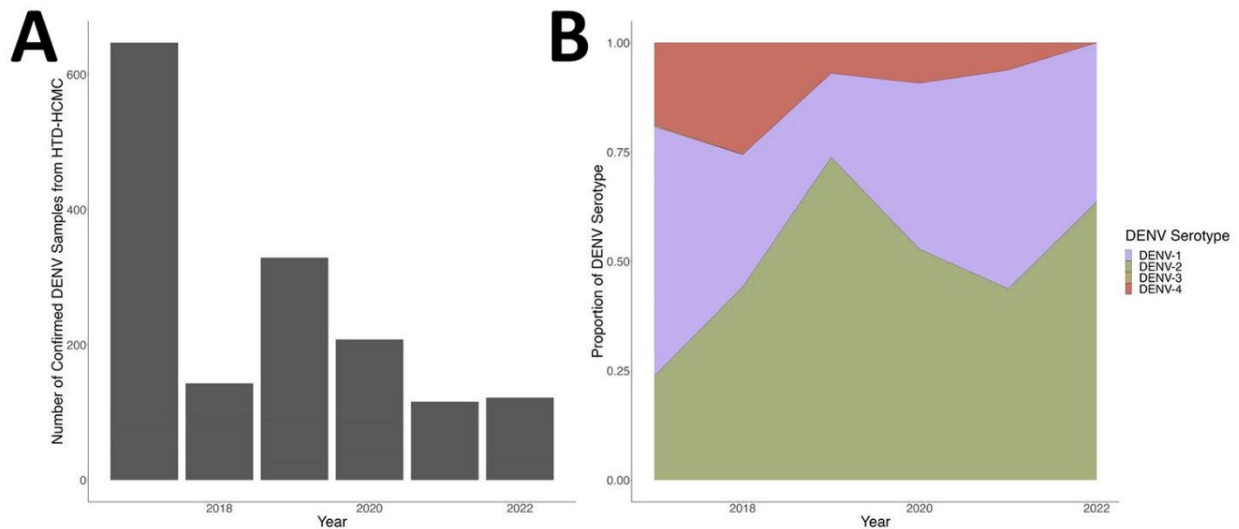 A
Number of Confirmed DENV Samples from HTD-HCMC
600
400
200
0
2018
2020
2022
Year
B
Proportion of DENV Serotype
1.00
0.75
0.50
0.25
0.00
2018
2020
2022
Year
DENV Serotype
DENV-1
DENV-2
DENV-3
DENV-4